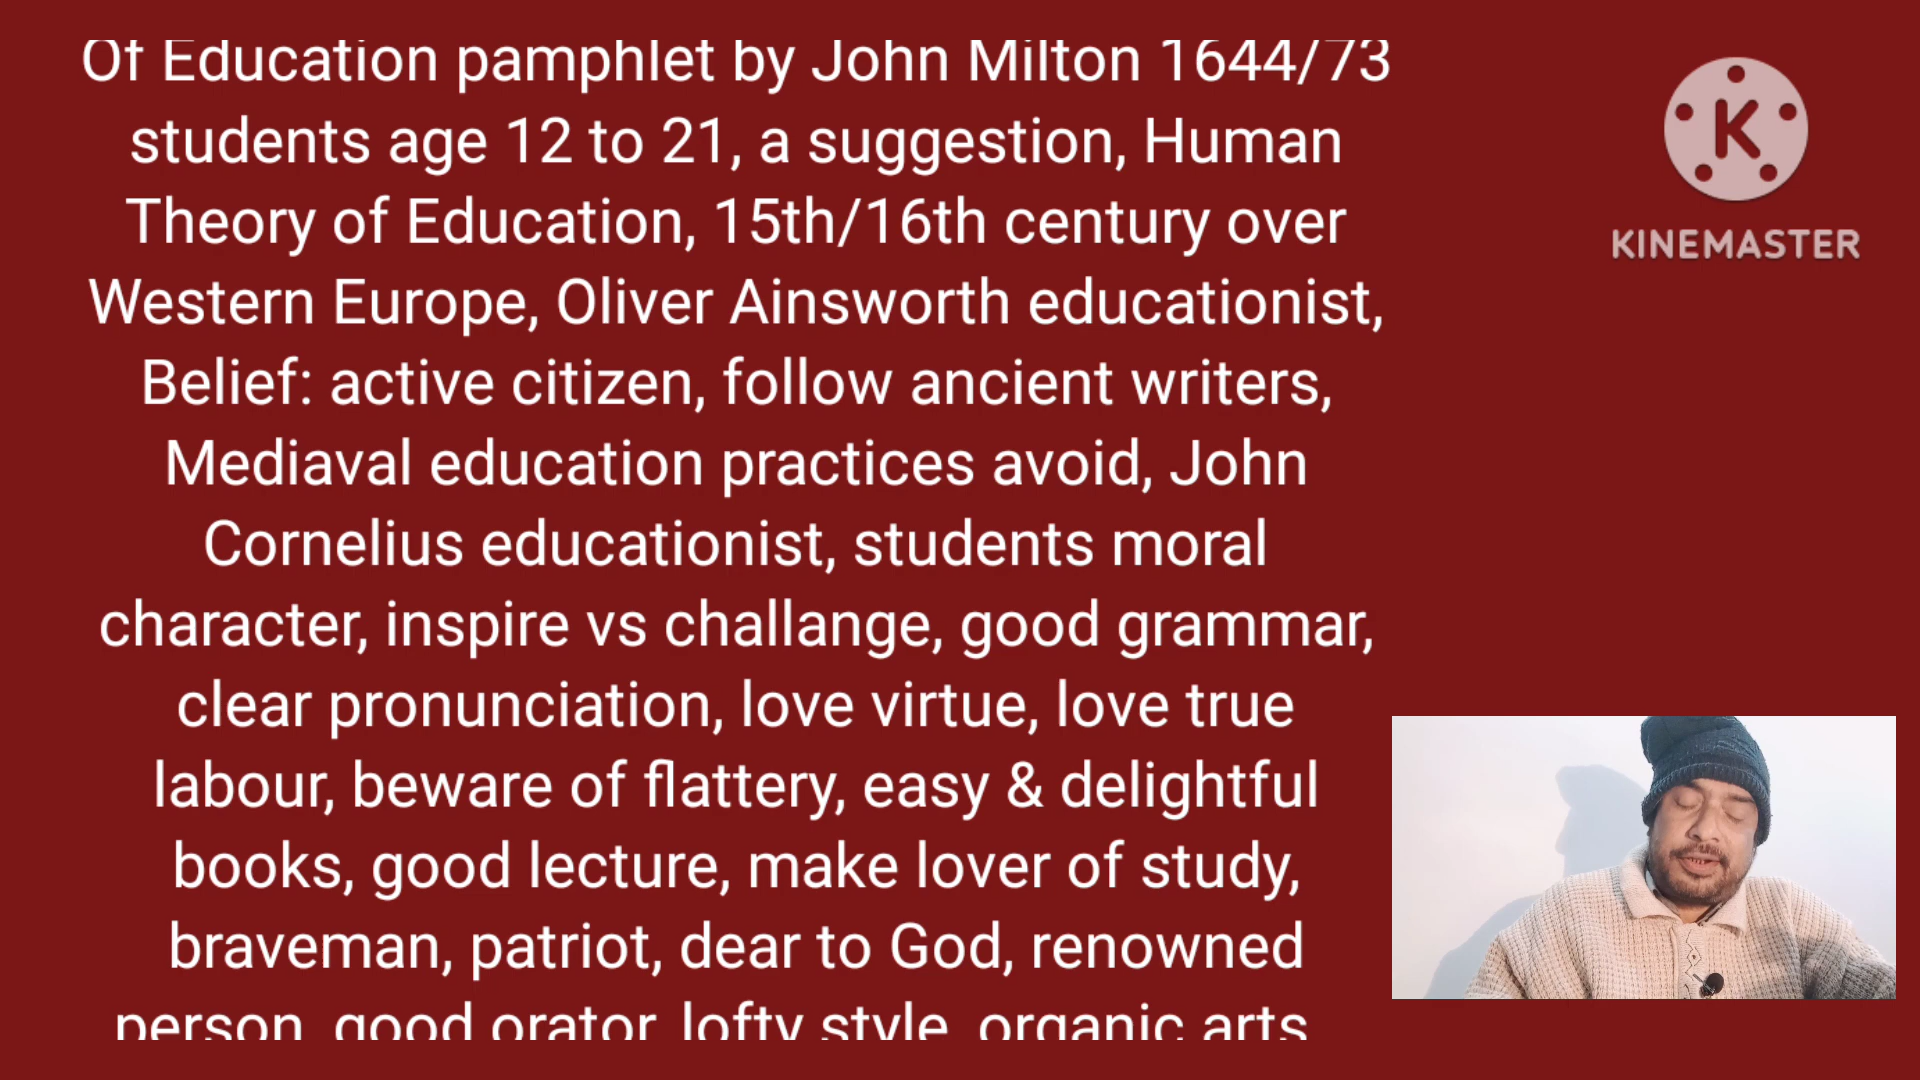 Of Education pamphlet by John Milton 1644/73
students age 12 to 21, a suggestion, Human
Theory of Education, 15th/16th century over
Western Europe, Oliver Ainsworth educationist,
Belief: active citizen, follow ancient writers,
Mediaval education practices avoid, John
Cornelius educationist, students moral
character, inspire vs challange, good grammar,
clear pronunciation, love virtue, love true
labour, beware of flattery, easy & delightful
books, good lecture, make lover of study,
braveman, patriot, dear to God, renowned
person, good orator, lofty style, organic arts
K
KINEMASTER